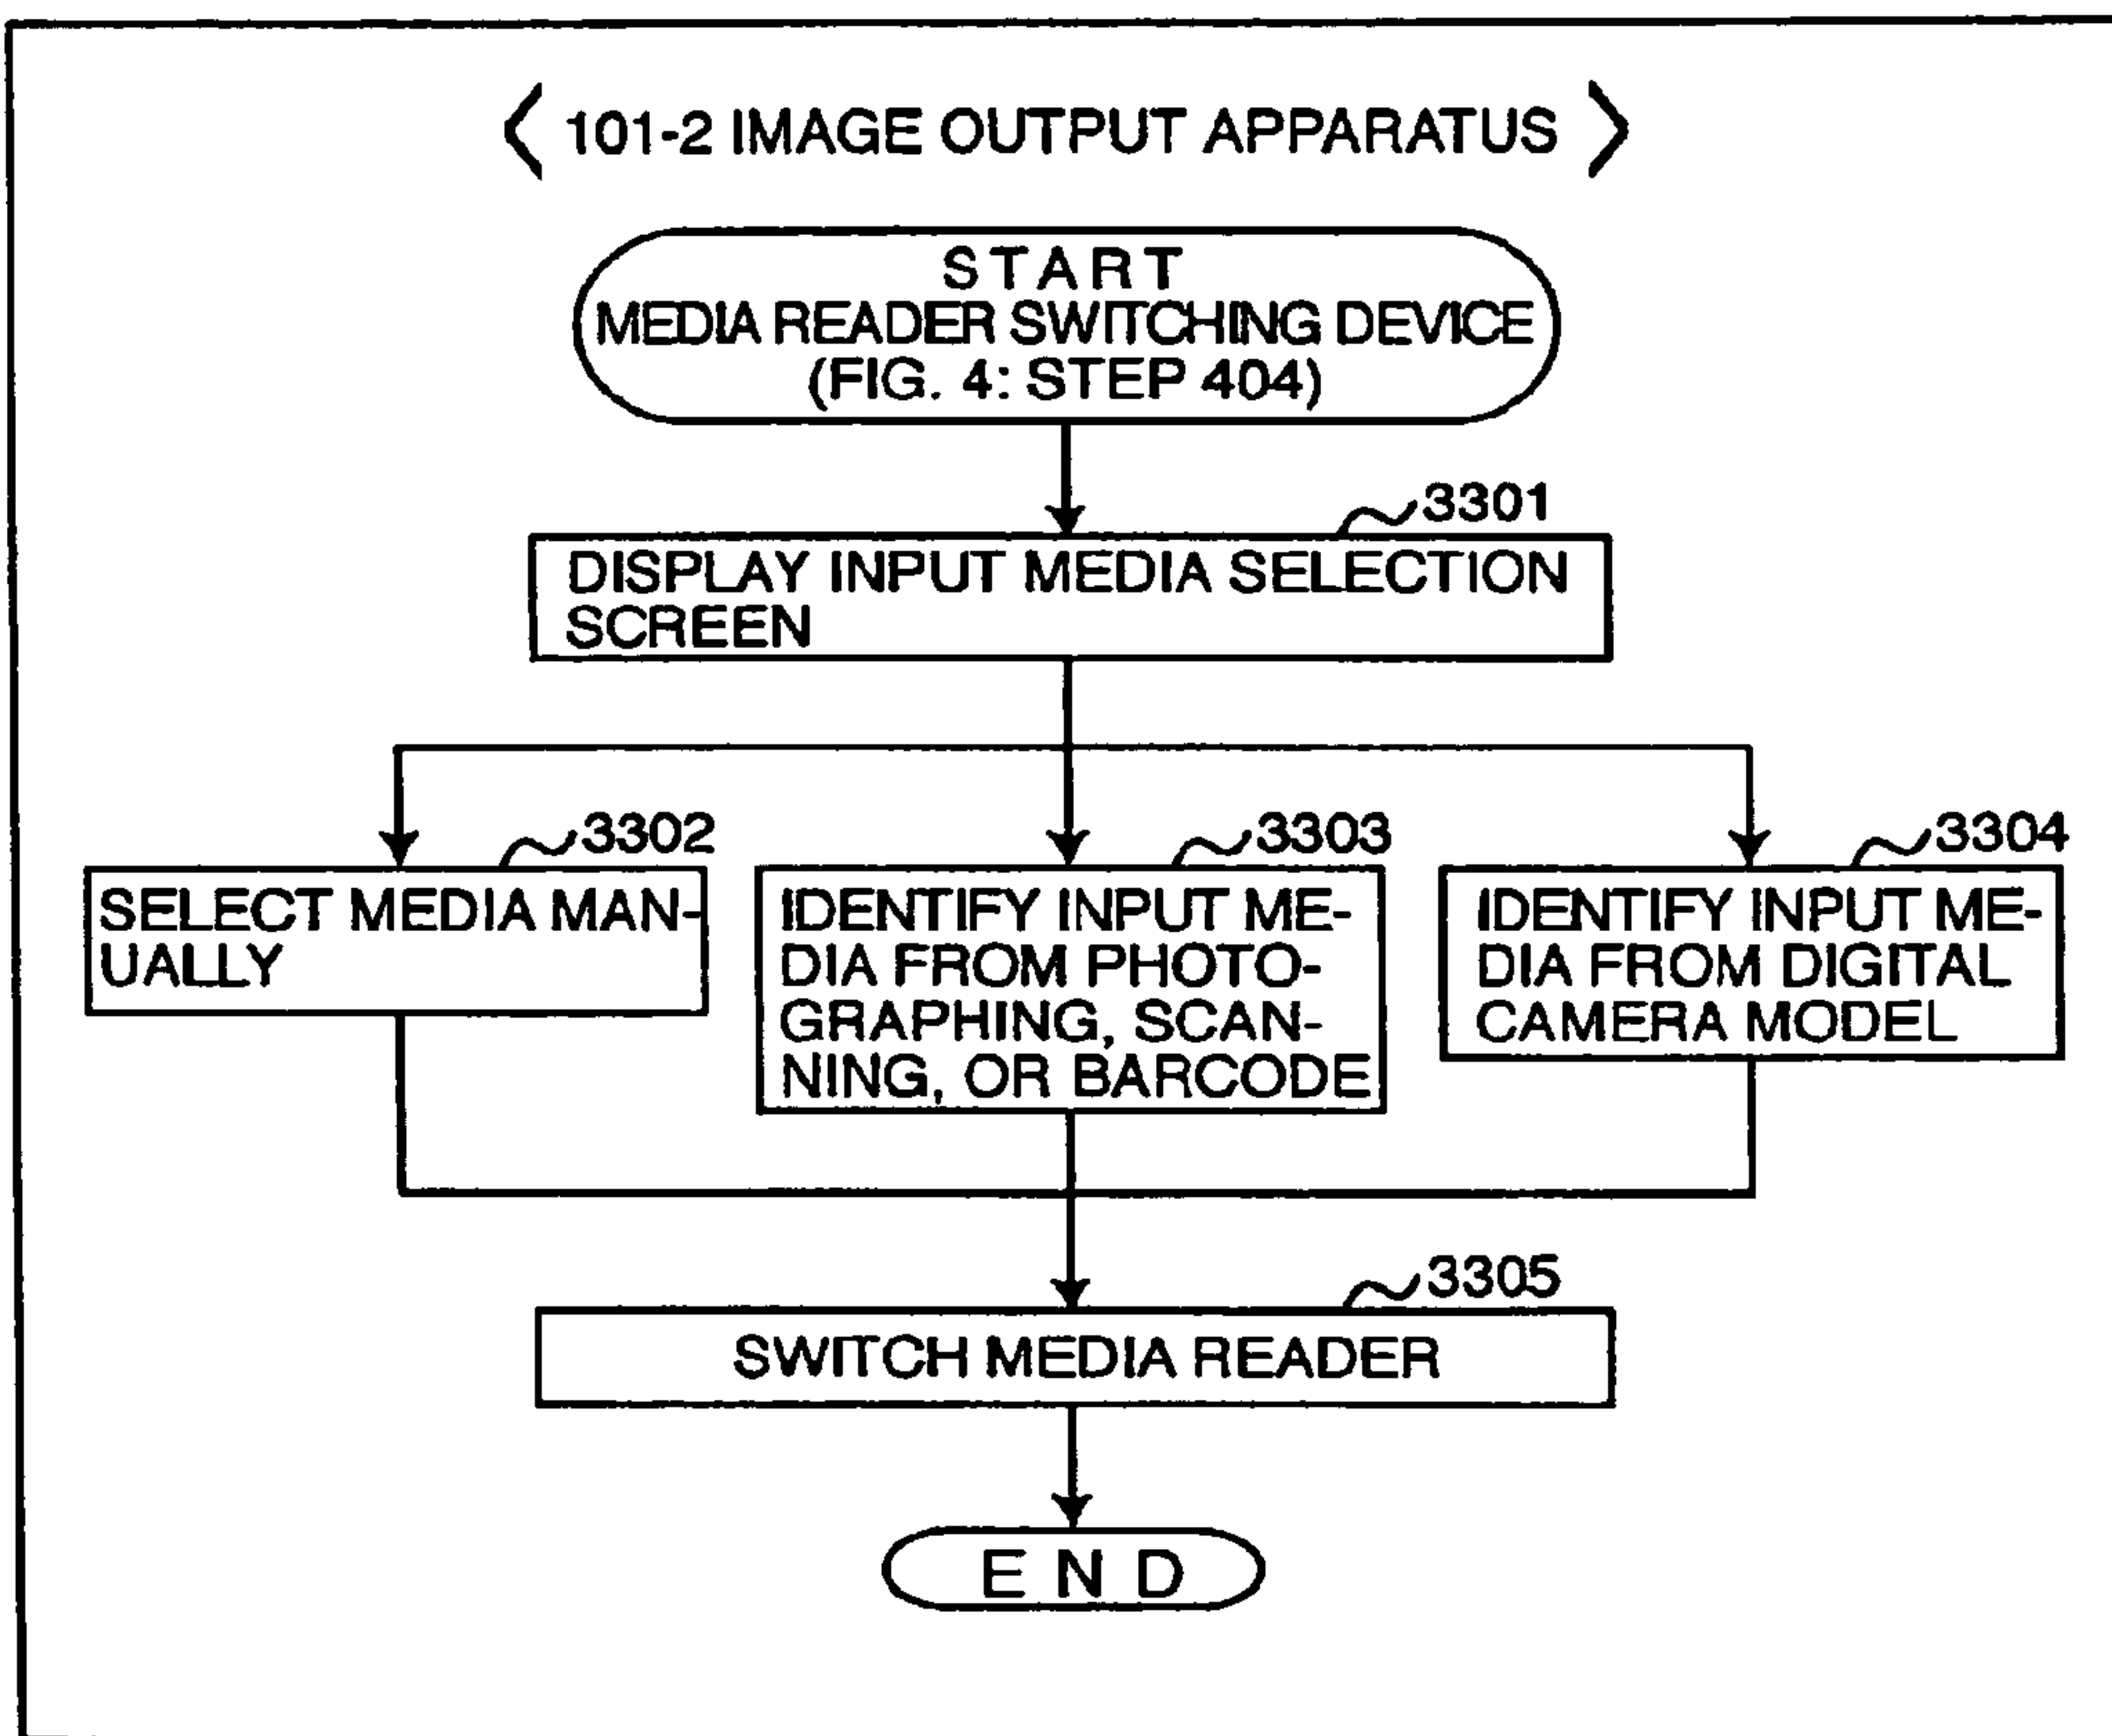 〈 101-2 IMAGE OUTPUT APPARATUS 〉
START
MEDIA READER SWITCHING DEVICE
(FIG. 4: STEP 404)
3301
DISPLAY INPUT MEDIA SELECTION
SCREEN
3302
SELECT MEDIA MAN-
UALLY
3303
IDENTIFY INPUT ME-
DIA FROM PHOTO-
GRAPHING, SCAN-
NING, OR BARCODE
3304
IDENTIFY INPUT ME-
DIA FROM DIGITAL
CAMERA MODEL
3305
SWITCH MEDIA READER
END